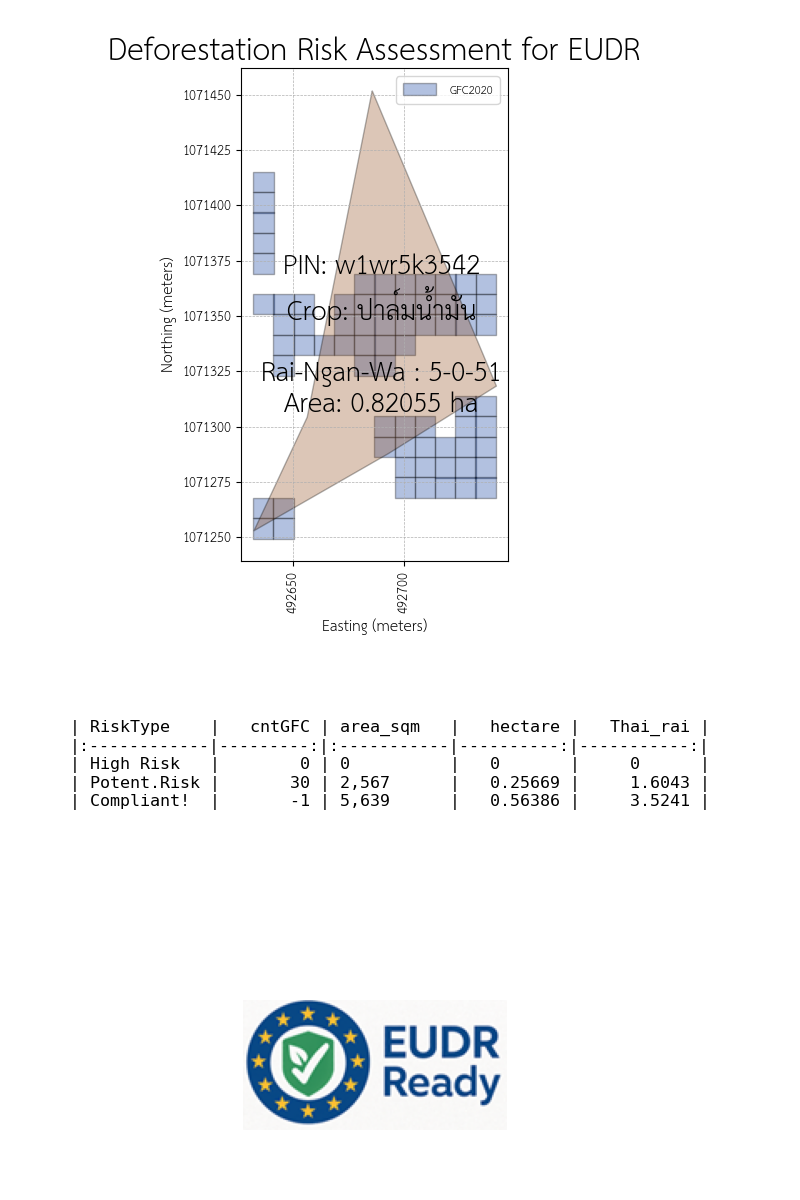 Deforestation Risk Assessment for EUDR
GFC2020
1071450
1071425
1071400
1071375
1071350
1071325
1071300
1071275
1071250
Northing (meters)
PIN: w1wr5k3542
Crop: ปาล์มน้ำมัน
Rai-Ngan-Wa : 5-0-51
Area: 0.82055 ha
492650
492700
Easting (meters)
| RiskType    |   cntGFC | area_sqm   |   hectare |   Thai_rai |
|:------------|---------:|:-----------|----------:|-----------:|
| High Risk   |        0 | 0          |   0       |     0      |
| Potent.Risk |       30 | 2,567      |   0.25669 |     1.6043 |
| Compliant!  |       -1 | 5,639      |   0.56386 |     3.5241 |
EUDR
Ready